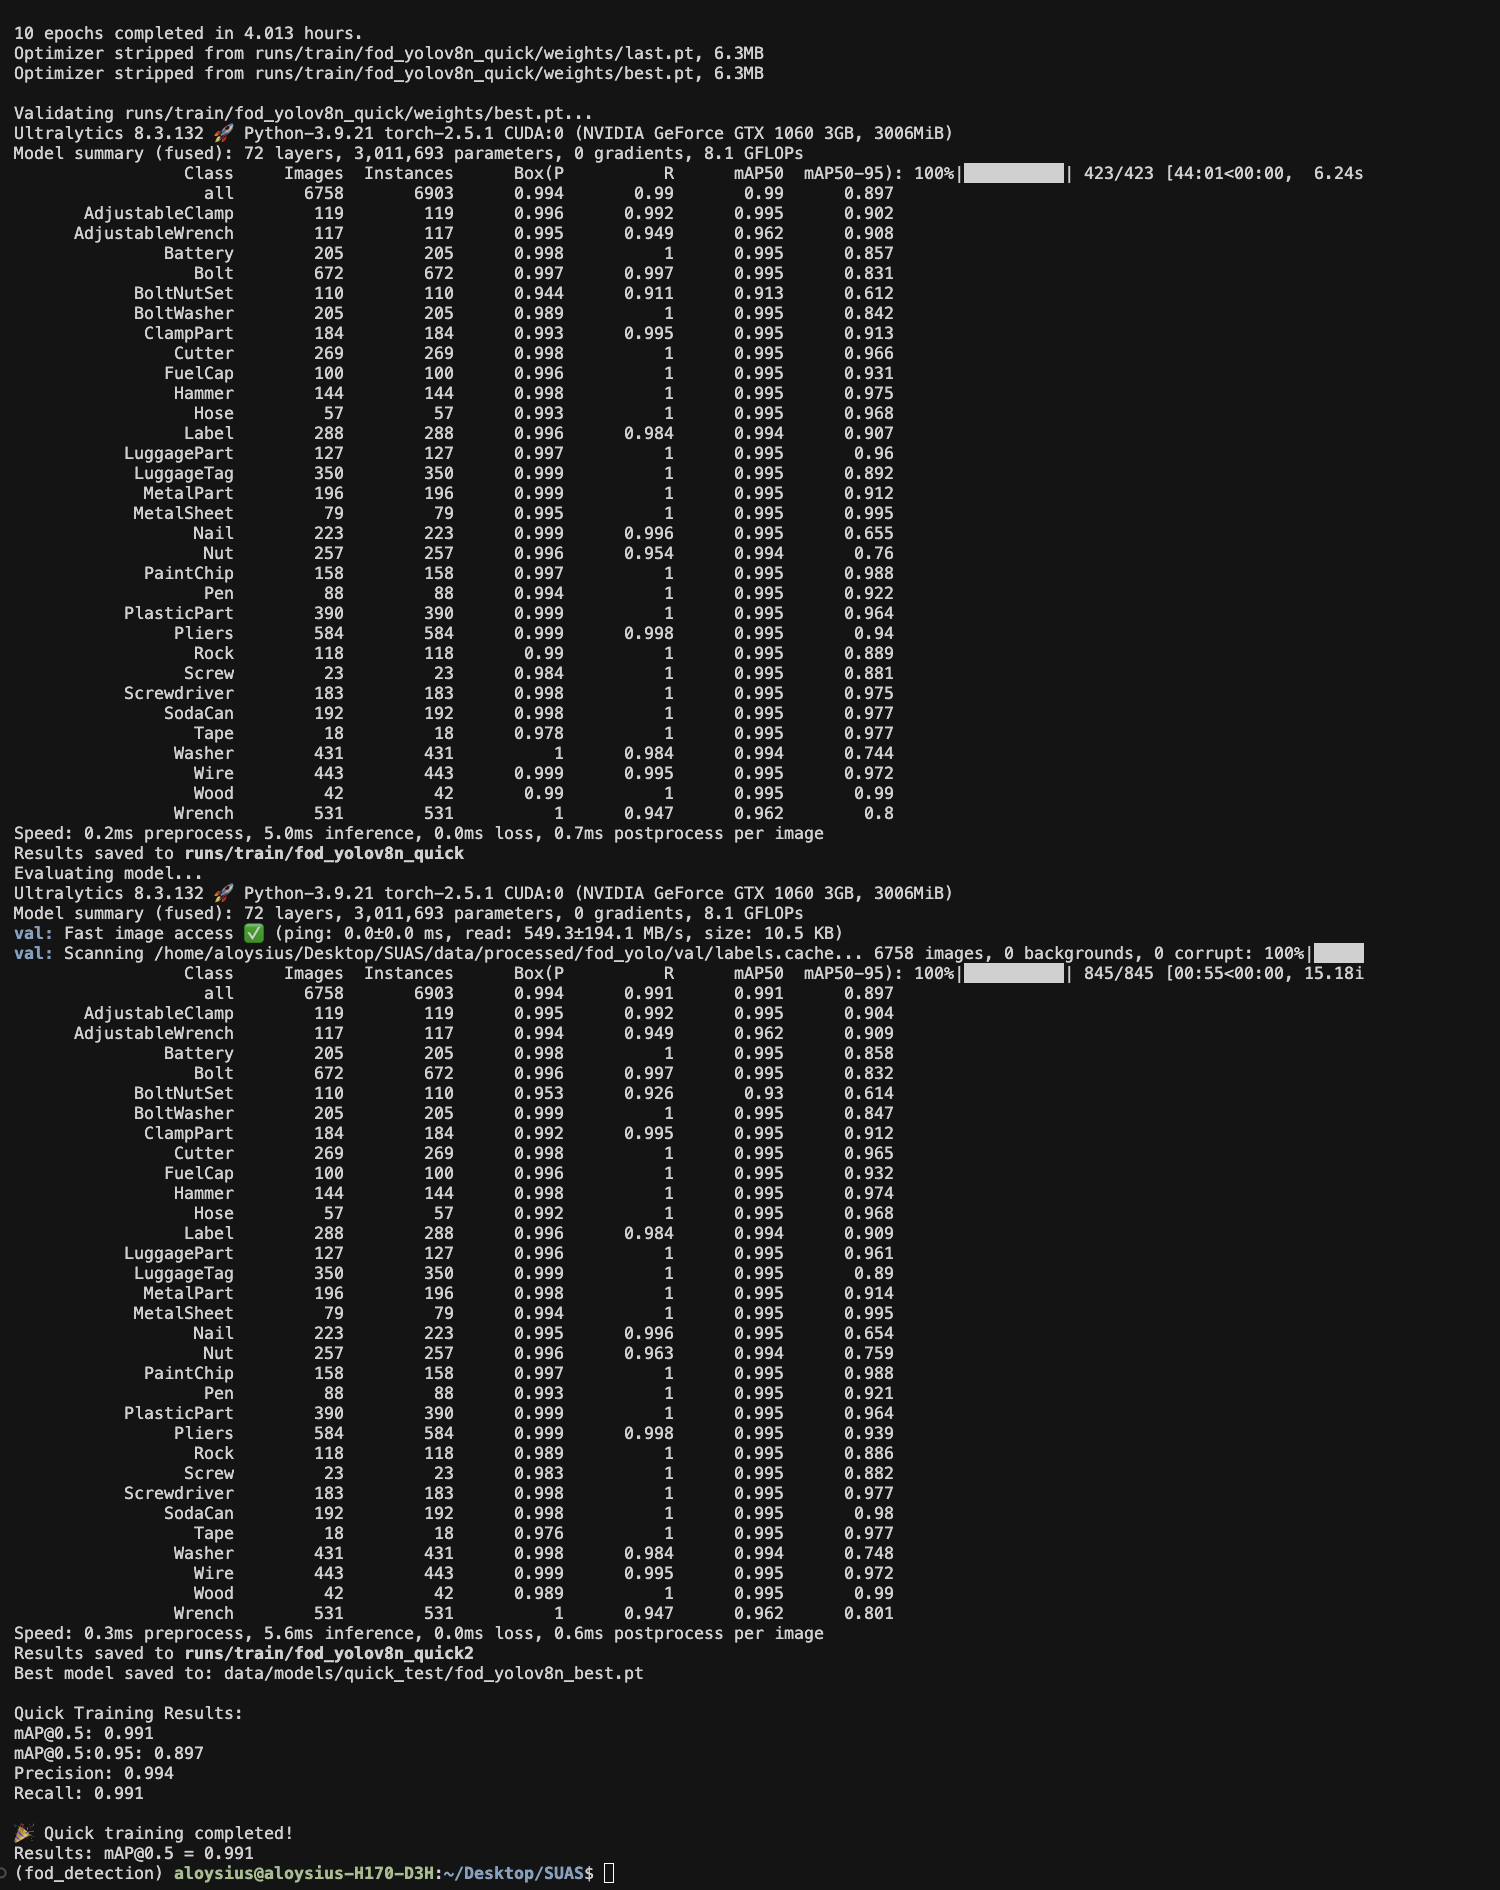 10 epochs completed in 4.013 hours.
Optimizer stripped from runs/train/fod_yolov8n_quick/weights/last.pt, 6.3MB
Optimizer stripped from runs/train/fod_yolov8n_quick/weights/best.pt, 6.3MB
Validating runs/train/fod_yolov8n_quick/weights/best.pt...
Ultralytics 8.3.132 🚀 Python-3.9.21 torch-2.5.1 CUDA:0 (NVIDIA GeForce GTX 1060 3GB, 3006MiB)
Model summary (fused): 72 layers, 3,011,693 parameters, 0 gradients, 8.1 GFLOPs
Class Images Instances Box(P R mAP50 mAP50-95): 100%|██████████| 423/423 [44:01<00:00, 6.24s
all 6758 6903 0.994 0.99 0.99 0.897
AdjustableClamp 119 119 0.996 0.992 0.995 0.902
AdjustableWrench 117 117 0.995 0.949 0.962 0.908
Battery 205 205 0.998 1 0.995 0.857
Bolt 672 672 0.997 0.997 0.995 0.831
BoltNutSet 110 110 0.944 0.911 0.913 0.612
BoltWasher 205 205 0.989 1 0.995 0.842
ClampPart 184 184 0.993 0.995 0.995 0.913
Cutter 269 269 0.998 1 0.995 0.966
FuelCap 100 100 0.996 1 0.995 0.931
Hammer 144 144 0.998 1 0.995 0.975
Hose 57 57 0.993 1 0.995 0.968
Label 288 288 0.996 0.984 0.994 0.907
LuggagePart 127 127 0.997 1 0.995 0.96
LuggageTag 350 350 0.999 1 0.995 0.892
MetalPart 196 196 0.999 1 0.995 0.912
MetalSheet 79 79 0.995 1 0.995 0.995
Nail 223 223 0.999 0.996 0.995 0.655
Nut 257 257 0.996 0.954 0.994 0.76
PaintChip 158 158 0.997 1 0.995 0.988
Pen 88 88 0.994 1 0.995 0.922
PlasticPart 390 390 0.999 1 0.995 0.964
Pliers 584 584 0.999 0.998 0.995 0.94
Rock 118 118 0.99 1 0.995 0.889
Screw 23 23 0.984 1 0.995 0.881
Screwdriver 183 183 0.998 1 0.995 0.975
SodaCan 192 192 0.998 1 0.995 0.977
Tape 18 18 0.978 1 0.995 0.977
Washer 431 431 1 0.984 0.994 0.744
Wire 443 443 0.999 0.995 0.995 0.972
Wood 42 42 0.99 1 0.995 0.99
Wrench 531 531 1 0.947 0.962 0.8
Speed: 0.2ms preprocess, 5.0ms inference, 0.0ms loss, 0.7ms postprocess per image
Results saved to runs/train/fod_yolov8n_quick
Evaluating model...
Ultralytics 8.3.132 🚀 Python-3.9.21 torch-2.5.1 CUDA:0 (NVIDIA GeForce GTX 1060 3GB, 3006MiB)
Model summary (fused): 72 layers, 3,011,693 parameters, 0 gradients, 8.1 GFLOPs
val: Fast image access ✅ (ping: 0.0±0.0 ms, read: 549.3±194.1 MB/s, size: 10.5 KB)
val: Scanning /home/aloysius/Desktop/SUAS/data/processed/fod_yolo/val/labels.cache... 6758 images, 0 backgrounds, 0 corrupt: 100%|█████
Class Images Instances Box(P R mAP50 mAP50-95): 100%|██████████| 845/845 [00:55<00:00, 15.18i
all 6758 6903 0.994 0.991 0.991 0.897
AdjustableClamp 119 119 0.995 0.992 0.995 0.904
AdjustableWrench 117 117 0.994 0.949 0.962 0.909
Battery 205 205 0.998 1 0.995 0.858
Bolt 672 672 0.996 0.997 0.995 0.832
BoltNutSet 110 110 0.953 0.926 0.93 0.614
BoltWasher 205 205 0.999 1 0.995 0.847
ClampPart 184 184 0.992 0.995 0.995 0.912
Cutter 269 269 0.998 1 0.995 0.965
FuelCap 100 100 0.996 1 0.995 0.932
Hammer 144 144 0.998 1 0.995 0.974
Hose 57 57 0.992 1 0.995 0.968
Label 288 288 0.996 0.984 0.994 0.909
LuggagePart 127 127 0.996 1 0.995 0.961
LuggageTag 350 350 0.999 1 0.995 0.89
MetalPart 196 196 0.998 1 0.995 0.914
MetalSheet 79 79 0.994 1 0.995 0.995
Nail 223 223 0.995 0.996 0.995 0.654
Nut 257 257 0.996 0.963 0.994 0.759
PaintChip 158 158 0.997 1 0.995 0.988
Pen 88 88 0.993 1 0.995 0.921
PlasticPart 390 390 0.999 1 0.995 0.964
Pliers 584 584 0.999 0.998 0.995 0.939
Rock 118 118 0.989 1 0.995 0.886
Screw 23 23 0.983 1 0.995 0.882
Screwdriver 183 183 0.998 1 0.995 0.977
SodaCan 192 192 0.998 1 0.995 0.98
Tape 18 18 0.976 1 0.995 0.977
Washer 431 431 0.998 0.984 0.994 0.748
Wire 443 443 0.999 0.995 0.995 0.972
Wood 42 42 0.989 1 0.995 0.99
Wrench 531 531 1 0.947 0.962 0.801
Speed: 0.3ms preprocess, 5.6ms inference, 0.0ms loss, 0.6ms postprocess per image
Results saved to runs/train/fod_yolov8n_quick2
Best model saved to: data/models/quick_test/fod_yolov8n_best.pt
Quick Training Results:
mAP@0.5: 0.991
mAP@0.5:0.95: 0.897
Precision: 0.994
Recall: 0.991
🎉 Quick training completed!
Results: mAP@0.5 = 0.991
(fod_detection) aloysius@aloysius-H170-D3H:~/Desktop/SUAS$